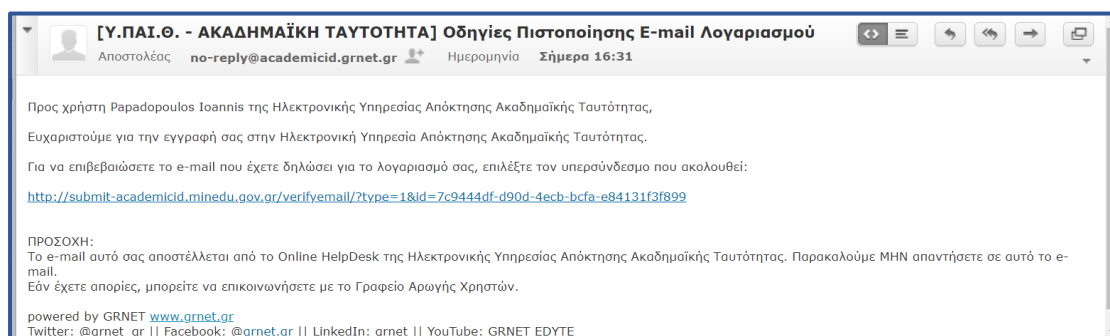 [Υ.ΠΑΙ.Θ. - ΑΚΑΔΗΜΑΪΚΗ ΤΑΥΤΟΤΗΤΑ] Οδηγίες Πιστοποίησης E-mail Λογαριασμού
Αποστολέας no-reply@academicid.grnet.gr Ημερομηνία Σήμερα 16:31
Προς χρήστη Papadopoulos Ioannis της Ηλεκτρονικής Υπηρεσίας Απόκτησης Ακαδημαϊκής Ταυτότητας,
Ευχαριστούμε για την εγγραφή σας στην Ηλεκτρονική Υπηρεσία Απόκτησης Ακαδημαϊκής Ταυτότητας.
Για να επιβεβαιώσετε το e-mail που έχετε δηλώσει για το λογαριασμό σας, επιλέξτε τον υπερσύνδεσμο που ακολουθεί:
http://submit-academicid.minedu.gov.gr/verifyemail/?type=1&id=7c9444df-d90d-4ecb-bcfa-e84131f3f899
ΠΡΟΣΟΧΗ:
Το e-mail αυτό σας αποστέλλεται από το Online HelpDesk της Ηλεκτρονικής Υπηρεσίας Απόκτησης Ακαδημαϊκής Ταυτότητας. Παρακαλούμε ΜΗΝ απαντήσετε σε αυτό το e-
mail.
Εάν έχετε απορίες, μπορείτε να επικοινωνήσετε με το Γραφείο Αρωγής Χρηστών.
powered by GRNET www.grnet.gr
Twitter: @grnet_gr || Facebook: @grnet.gr || LinkedIn: grnet || YouTube: GRNET EDYTE